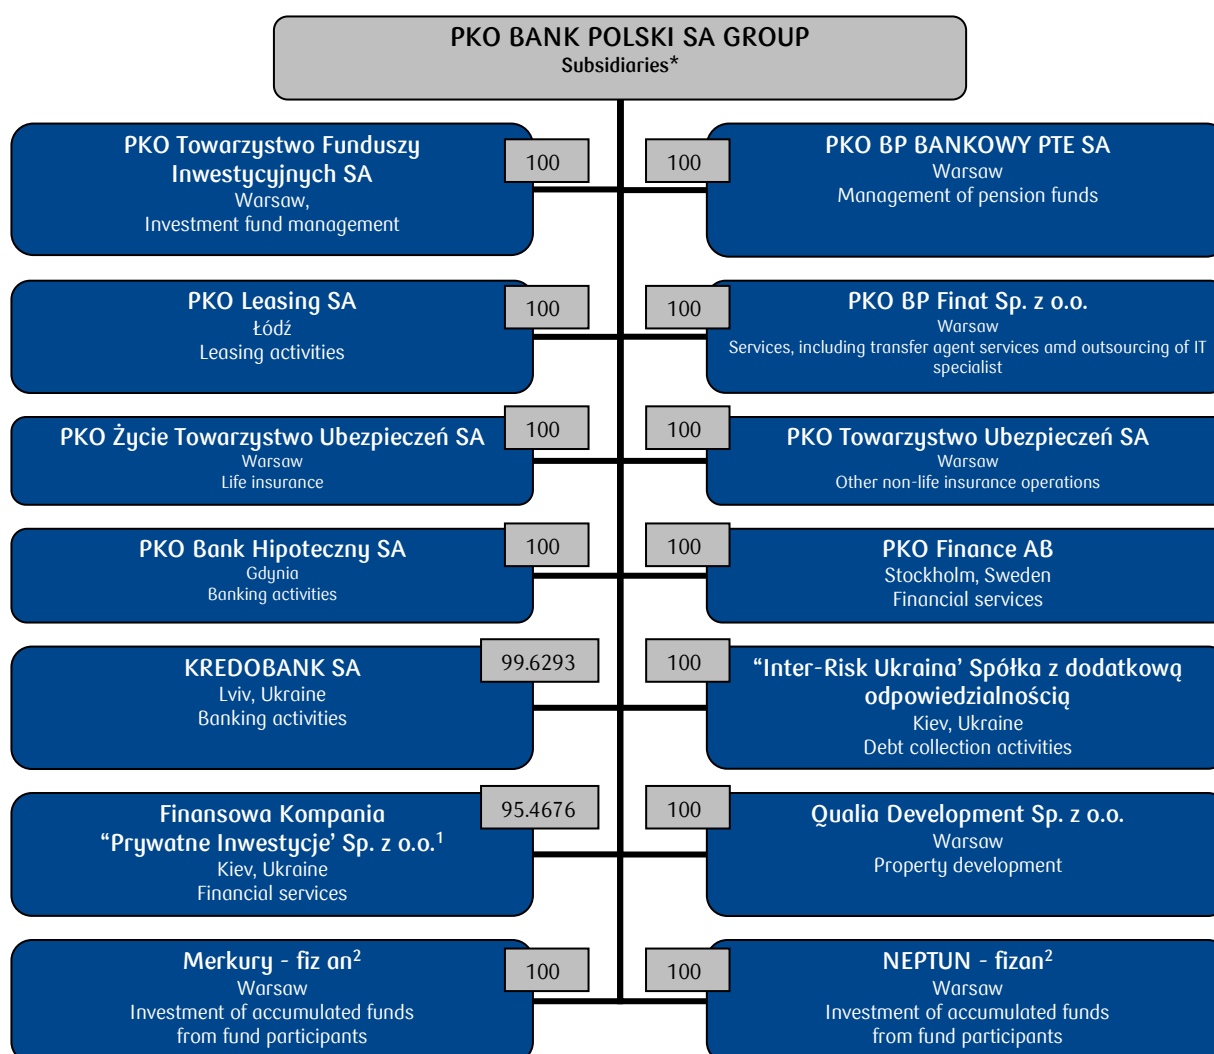 PKO BANK POLSKI SA GROUP
Subsidiaries*
PKO Towarzystwo Funduszy
Inwestycyjnych SA
Warsaw,
Investment fund management
100
100
PKO BP BANKOWY PTE SA
Warsaw
Management of pension funds
PKO Leasing SA
Łódź
Leasing activities
100
100
PKO BP Finat Sp. z o.o.
Warsaw
Services, including transfer agent services amd outsourcing of IT
specialist
PKO Życie Towarzystwo Ubezpieczeń SA
Warsaw
Life insurance
100
100
PKO Towarzystwo Ubezpieczeń SA
Warsaw
Other non-life insurance operations
PKO Bank Hipoteczny SA
Gdynia
Banking activities
100
100
PKO Finance AB
Stockholm, Sweden
Financial services
KREDOBANK SA
Lviv, Ukraine
Banking activities
99.6293
100
“Inter-Risk Ukraina’ Spółka z dodatkową
odpowiedzialnością
Kiev, Ukraine
Debt collection activities
Finansowa Kompania
“Prywatne Inwestycje’ Sp. z o.o.¹
Kiev, Ukraine
Financial services
95.4676
100
Qualia Development Sp. z o.o.
Warsaw
Property development
Merkury - fiz an²
Warsaw
Investment of accumulated funds
from fund participants
100
100
NEPTUN - fizan²
Warsaw
Investment of accumulated funds
from fund participants